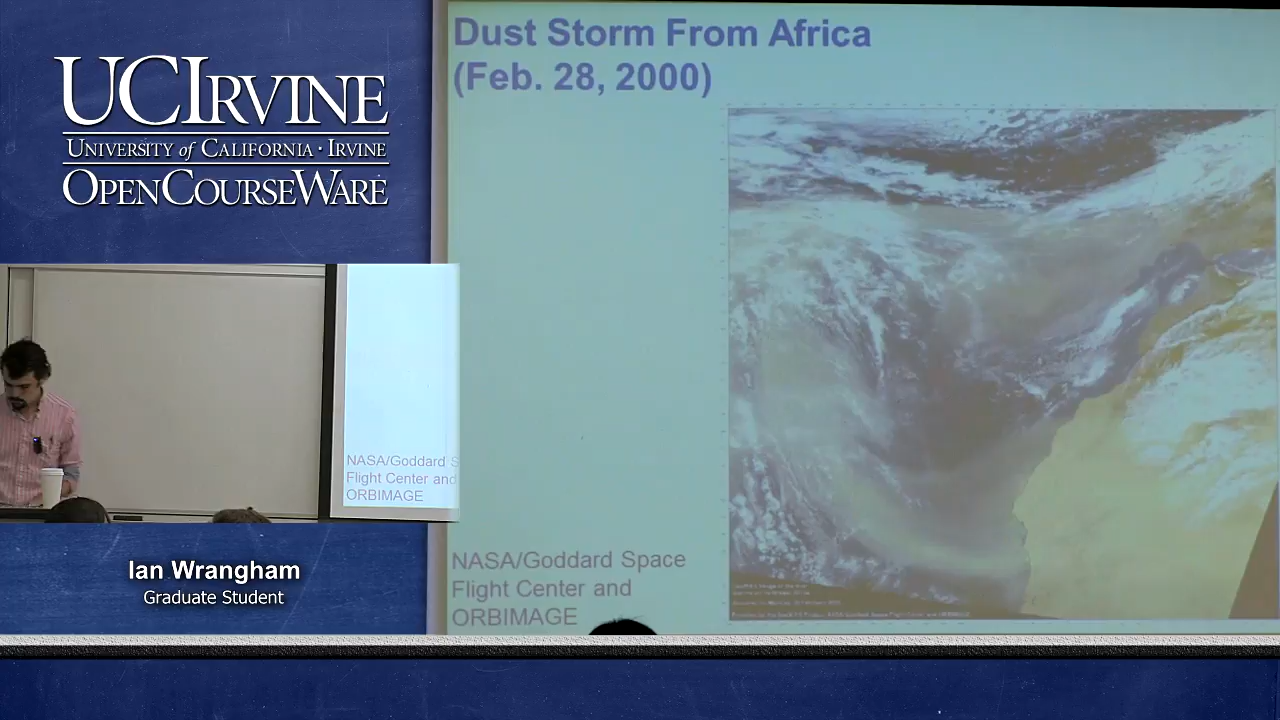 UCIRVINE
UNIVERSITY of CALIFORNIA · IRVINE
OPENCOURSEWARE
Dust Storm From Africa
(Feb. 28, 2000)
NASA/Goddard S
Flight Center and
ORBIMAGE
NASA/Goddard Space
Flight Center and
ORBIMAGE
Ian Wrangham
Graduate Student